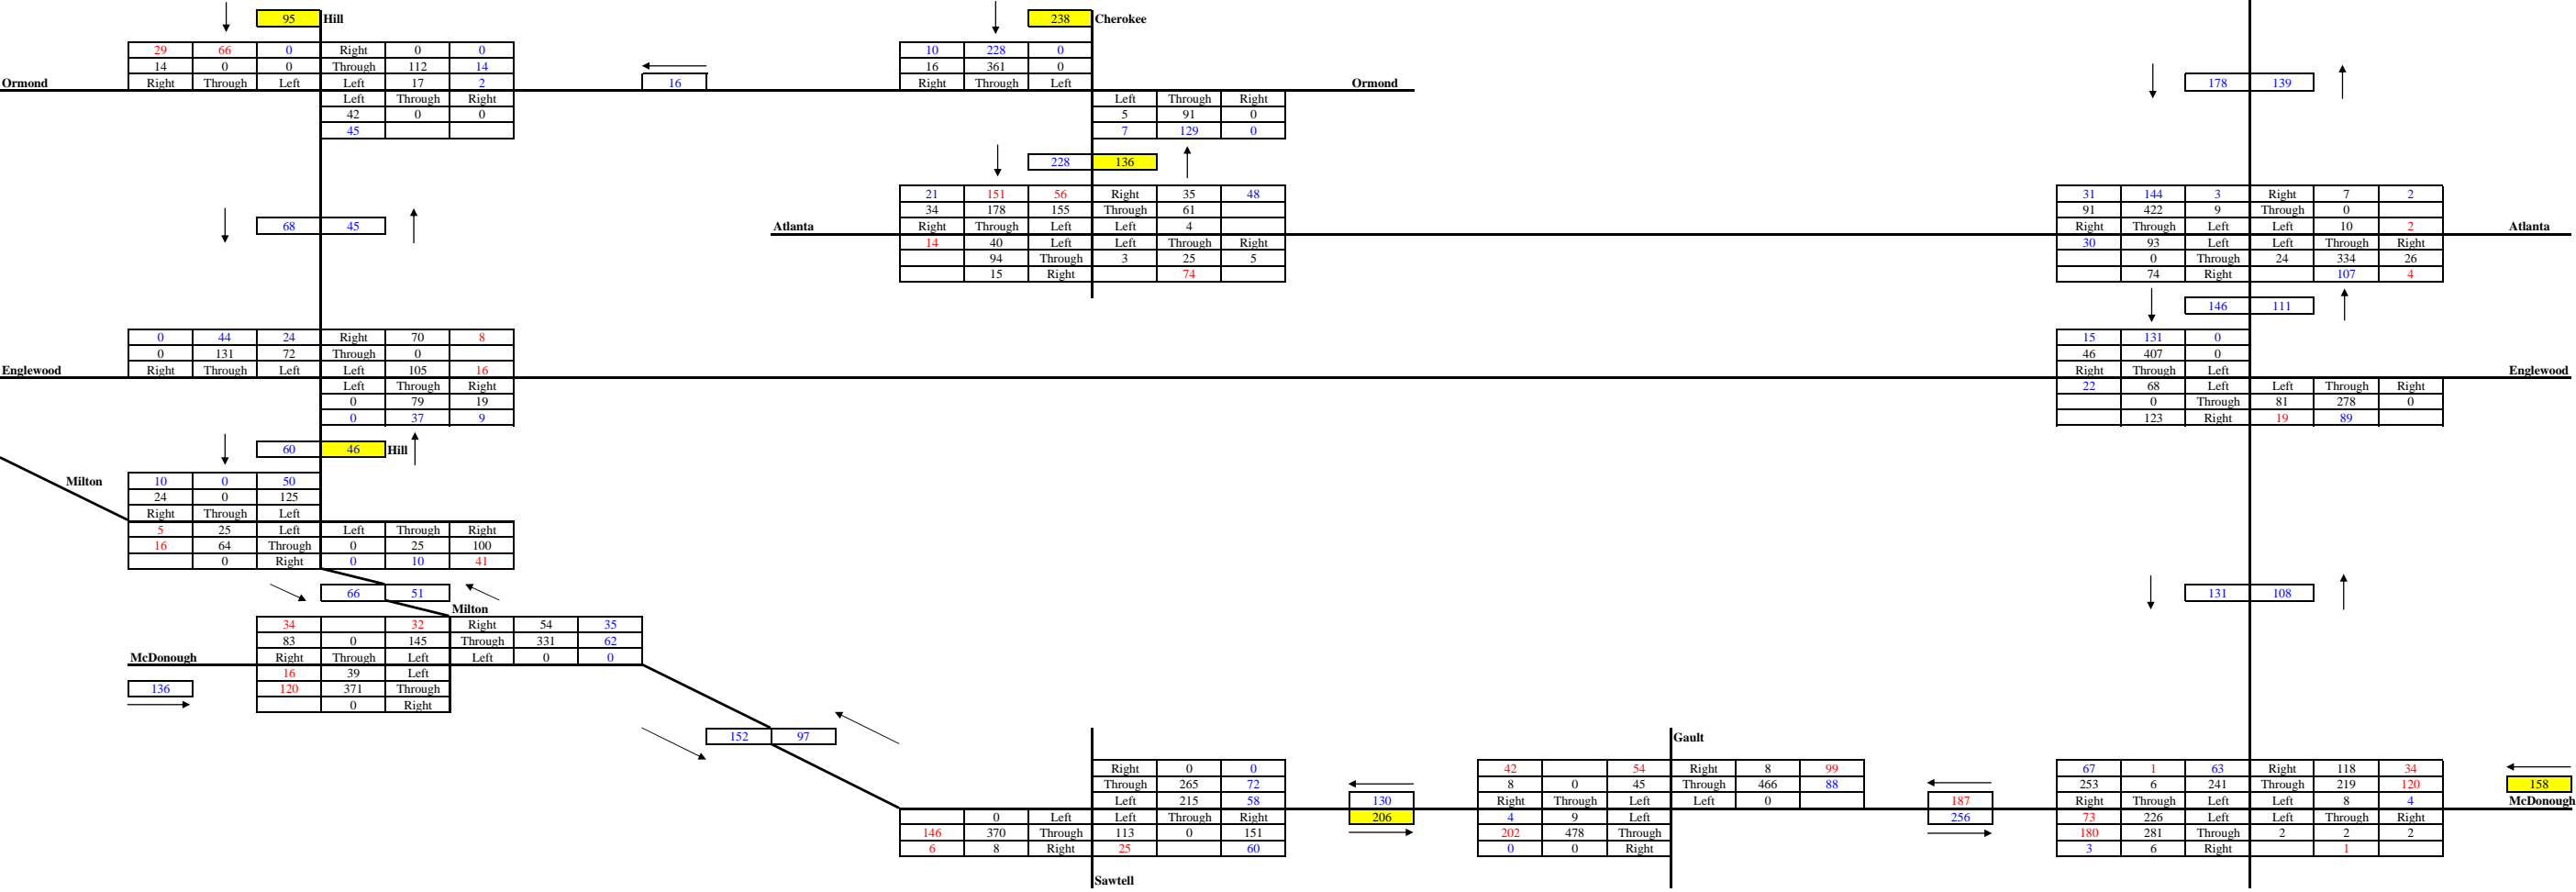 95 Hill 238 Cherokee
29 66 0 Right 0 0 10 228 0
14 0 0 Through 112 14 16 361 0
Ormond Right Through Left Left 17 2 16 Right Through Left Ormond 178 139
Left Through Right Left Through Right
42 0 0 5 91 0
45 7 129 0
228 136
21 151 56 Right 35 48 31 144 3 Right 7 2
34 178 155 Through 61 91 422 9 Through 0
68 45 Atlanta Right Through Left Left 4 Right Through Left Left 10 2 Atlanta
14 40 Left Left Through Right 30 93 Left Left Through Right
94 Through 3 25 5 0 Through 24 334 26
15 Right 74 74 Right 107 4
146 111
0 44 24 Right 70 8 15 131 0
0 131 72 Through 0 46 407 0
Englewood Right Through Left Left 105 16 Right Through Left Englewood
Left Through Right 22 68 Left Left Through Right
0 79 19 0 Through 81 278 0
0 37 9 123 Right 19 89
60 46 Hill
Milton 10 0 50
24 0 125
Right Through Left
5 25 Left Left Through Right
16 64 Through 0 25 100
0 Right 0 10 41
66 51 131 108
Milton
34 32 Right 54 35
83 0 145 Through 331 62
McDonough Right Through Left Left 0 0
16 39 Left
136 120 371 Through
0 Right
152 97 Gault
Right 0 0 42 54 Right 8 99 67 1 63 Right 118 34
Through 265 72 8 0 45 Through 466 88 253 6 241 Through 219 120 158
Left 215 58 130 Right Through Left Left 0 187 Right Through Left Left 8 4 McDonough
0 Left Left Through Right 206 4 9 Left 256 73 226 Left Left Through Right
146 370 Through 113 0 151 202 478 Through 180 281 Through 2 2 2
6 8 Right 25 60 0 0 Right 3 6 Right 1
Sawtell